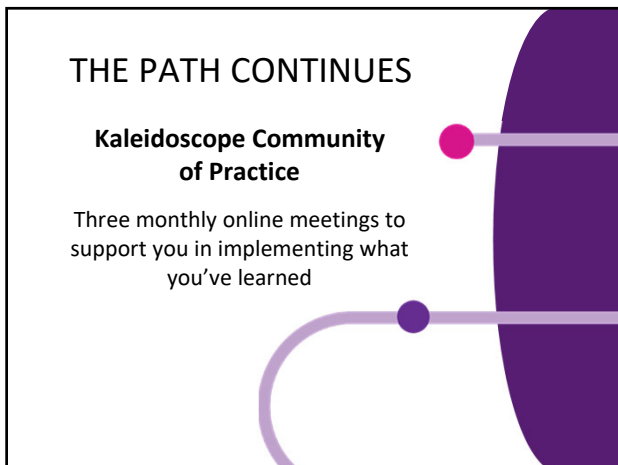 THE PATH CONTINUES
Kaleidoscope Community
of Practice
Three monthly online meetings to
support you in implementing what
you’ve learned